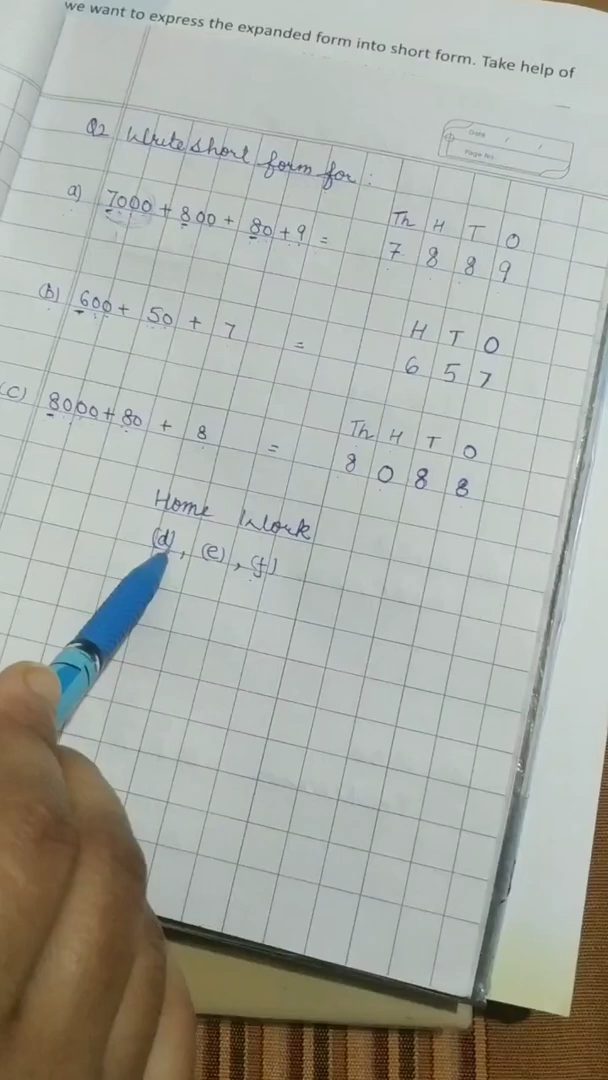 we want to express the expanded form into short form. Take help of
Date / /
Page No.
Q2 Write short form for :
Th H T O
a) 7000 + 800 + 80 + 9 = 7 8 8 9
H T O
(b) 600 + 50 + 7 = 6 5 7
Th H T O
(C) 8000 + 80 + 8 = 8 0 8 8
Home Work
(d), (e), (f)